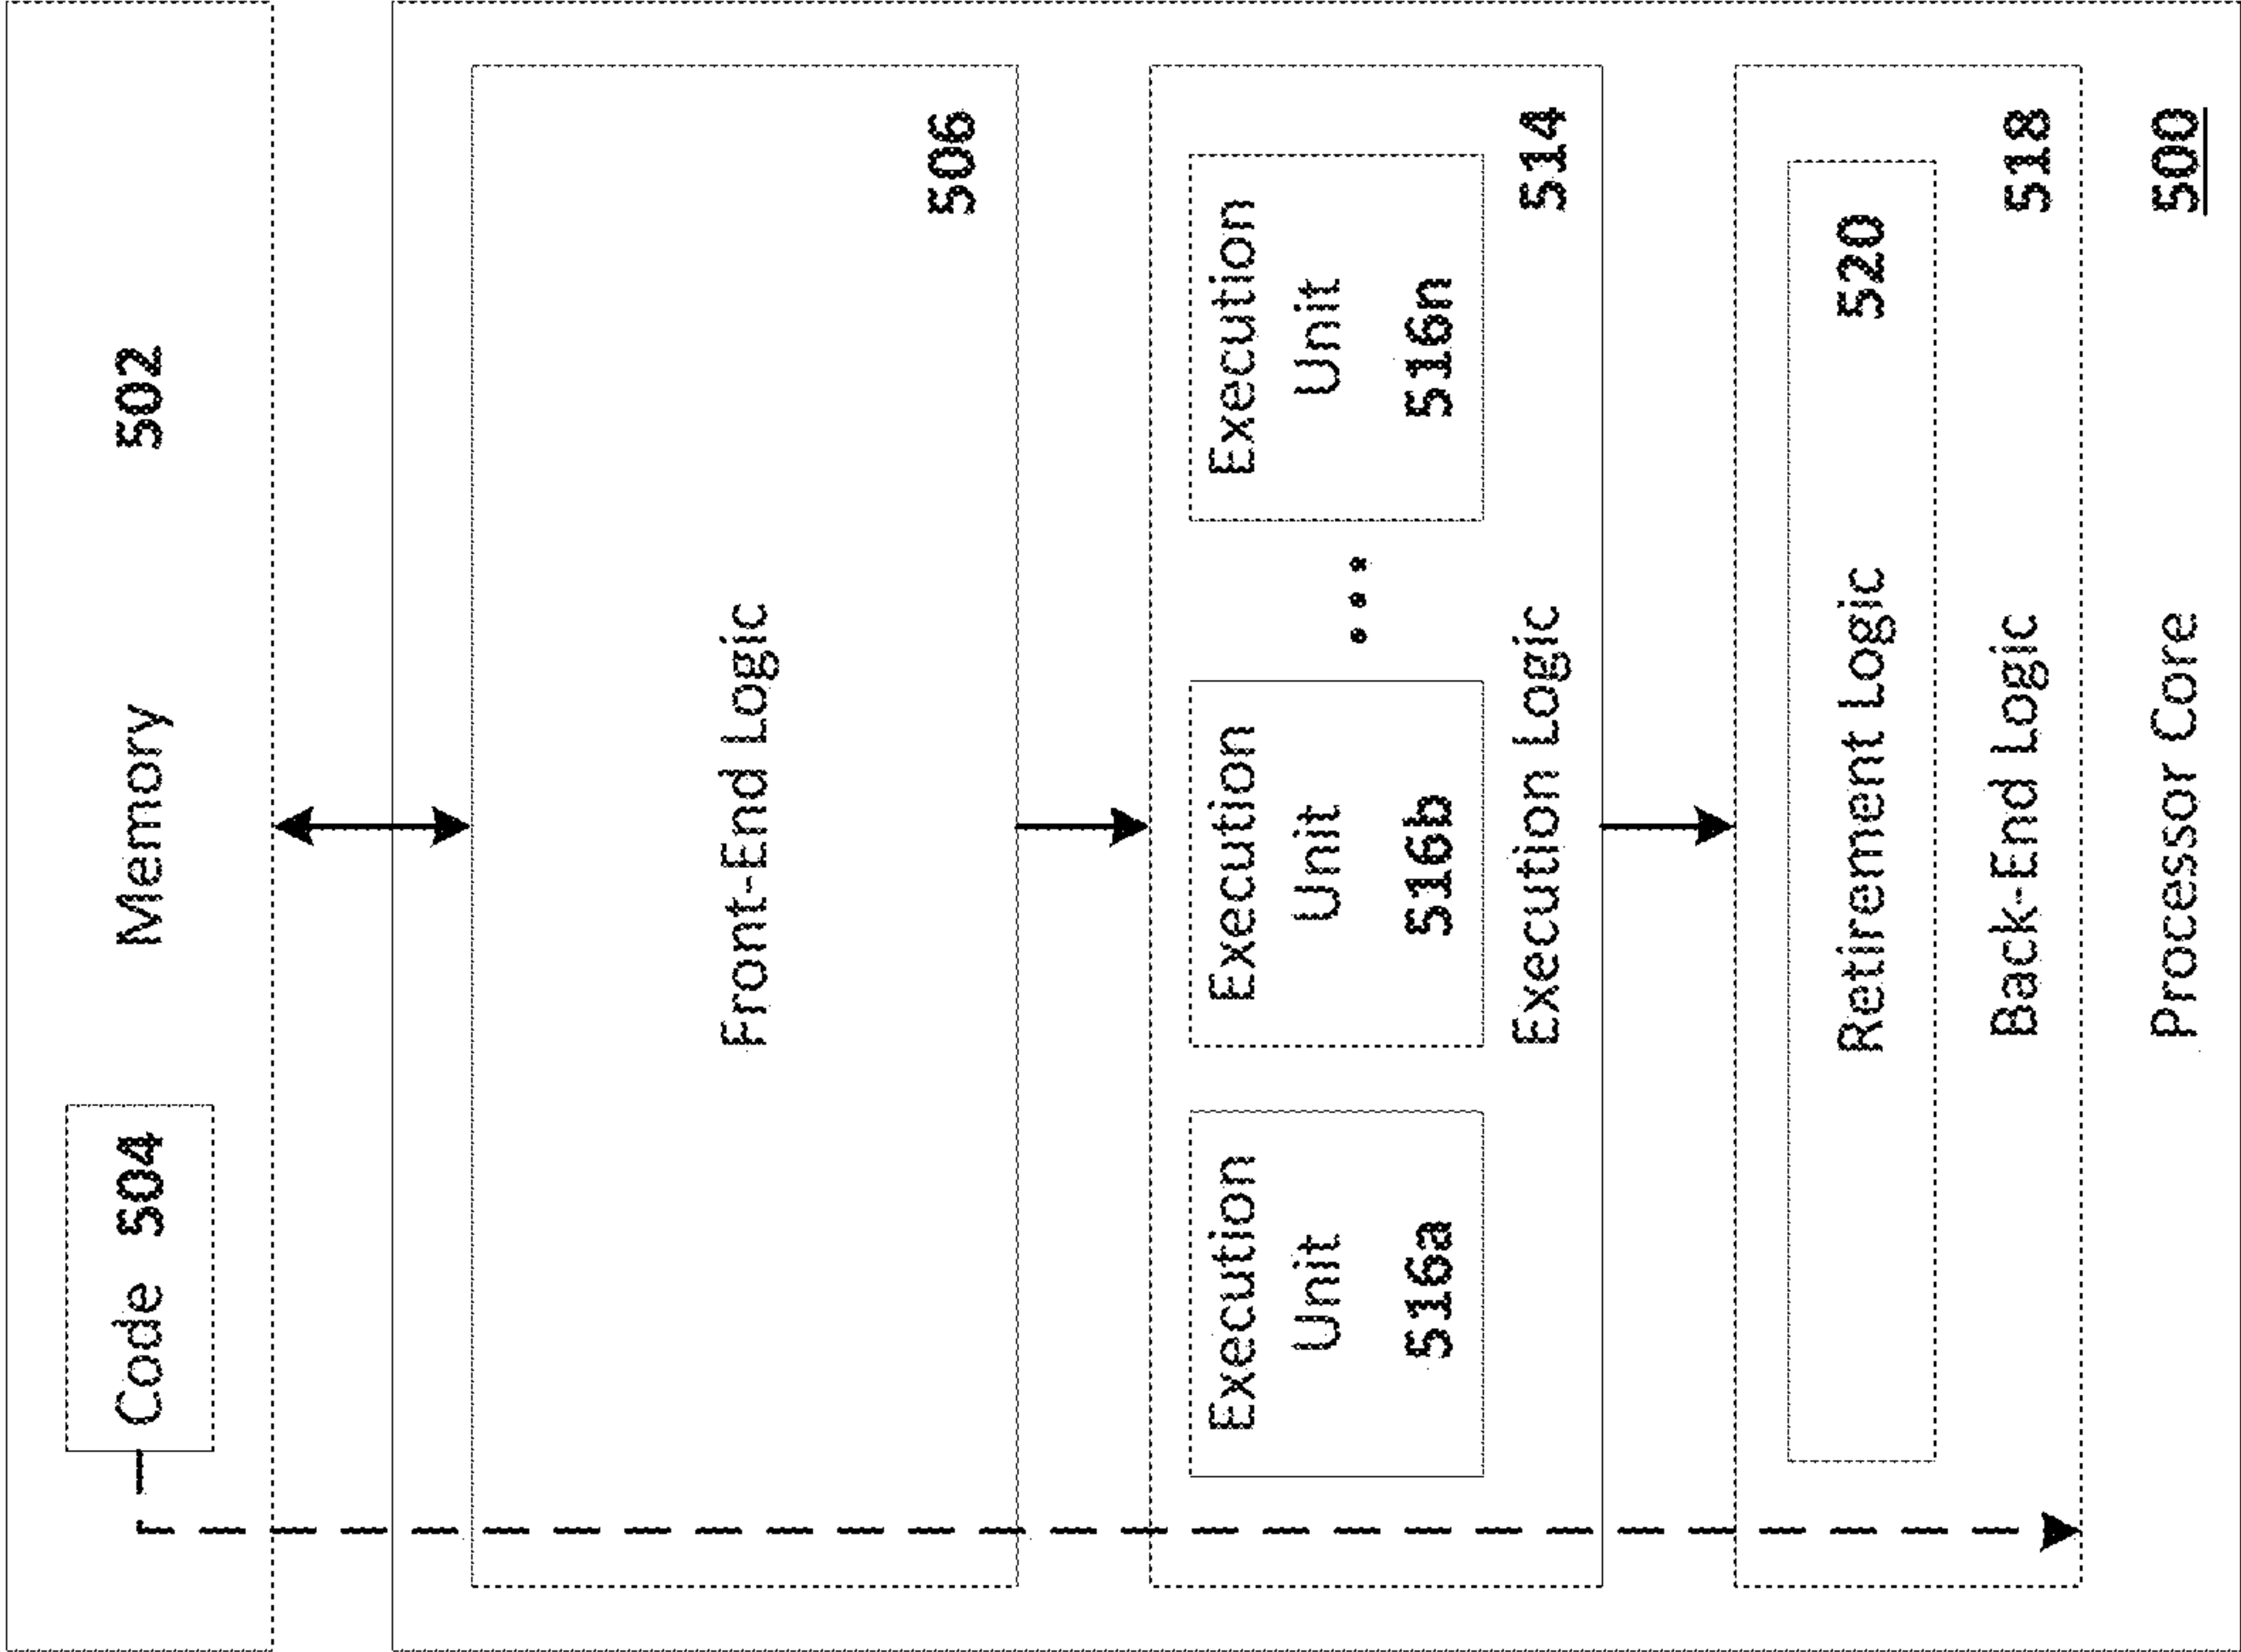 Code 504 Memory 502
Front-End Logic
506
Execution Unit 516a
Execution Unit 516b
...
Execution Unit 516n
Execution Logic 514
Retirement Logic 520
Back-End Logic 518
Processor Core 500